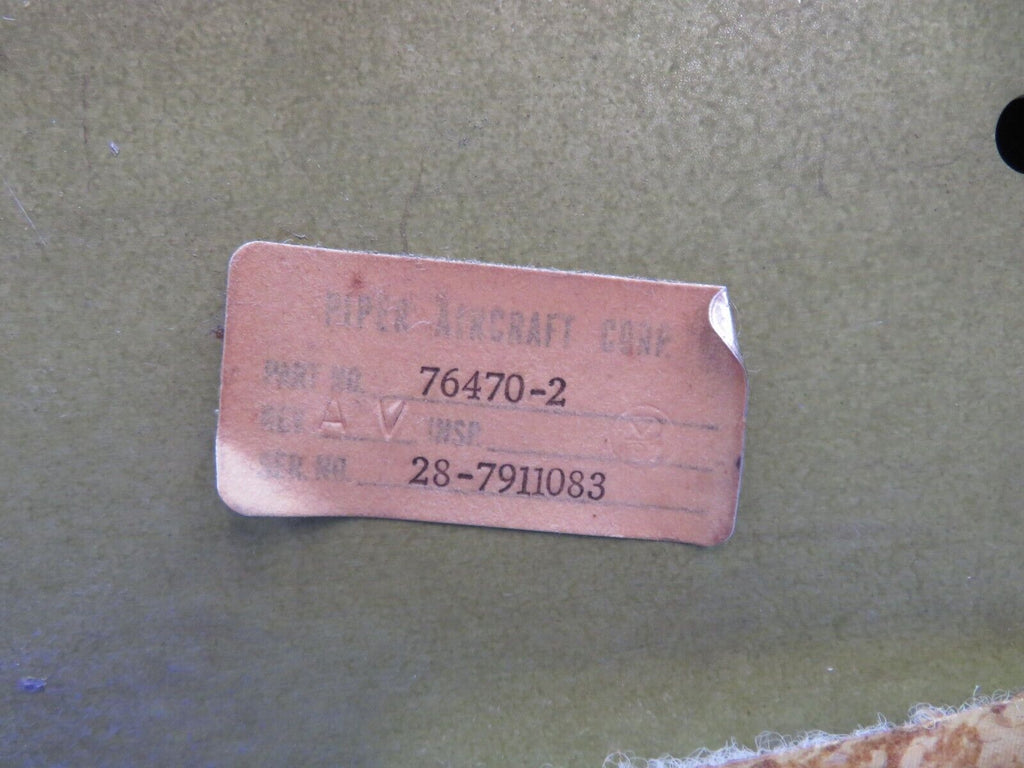 PIPER AIRCRAFT CORP.
PART NO. 76470-2
REV. A V INSP.
SER. NO. 28-7911083